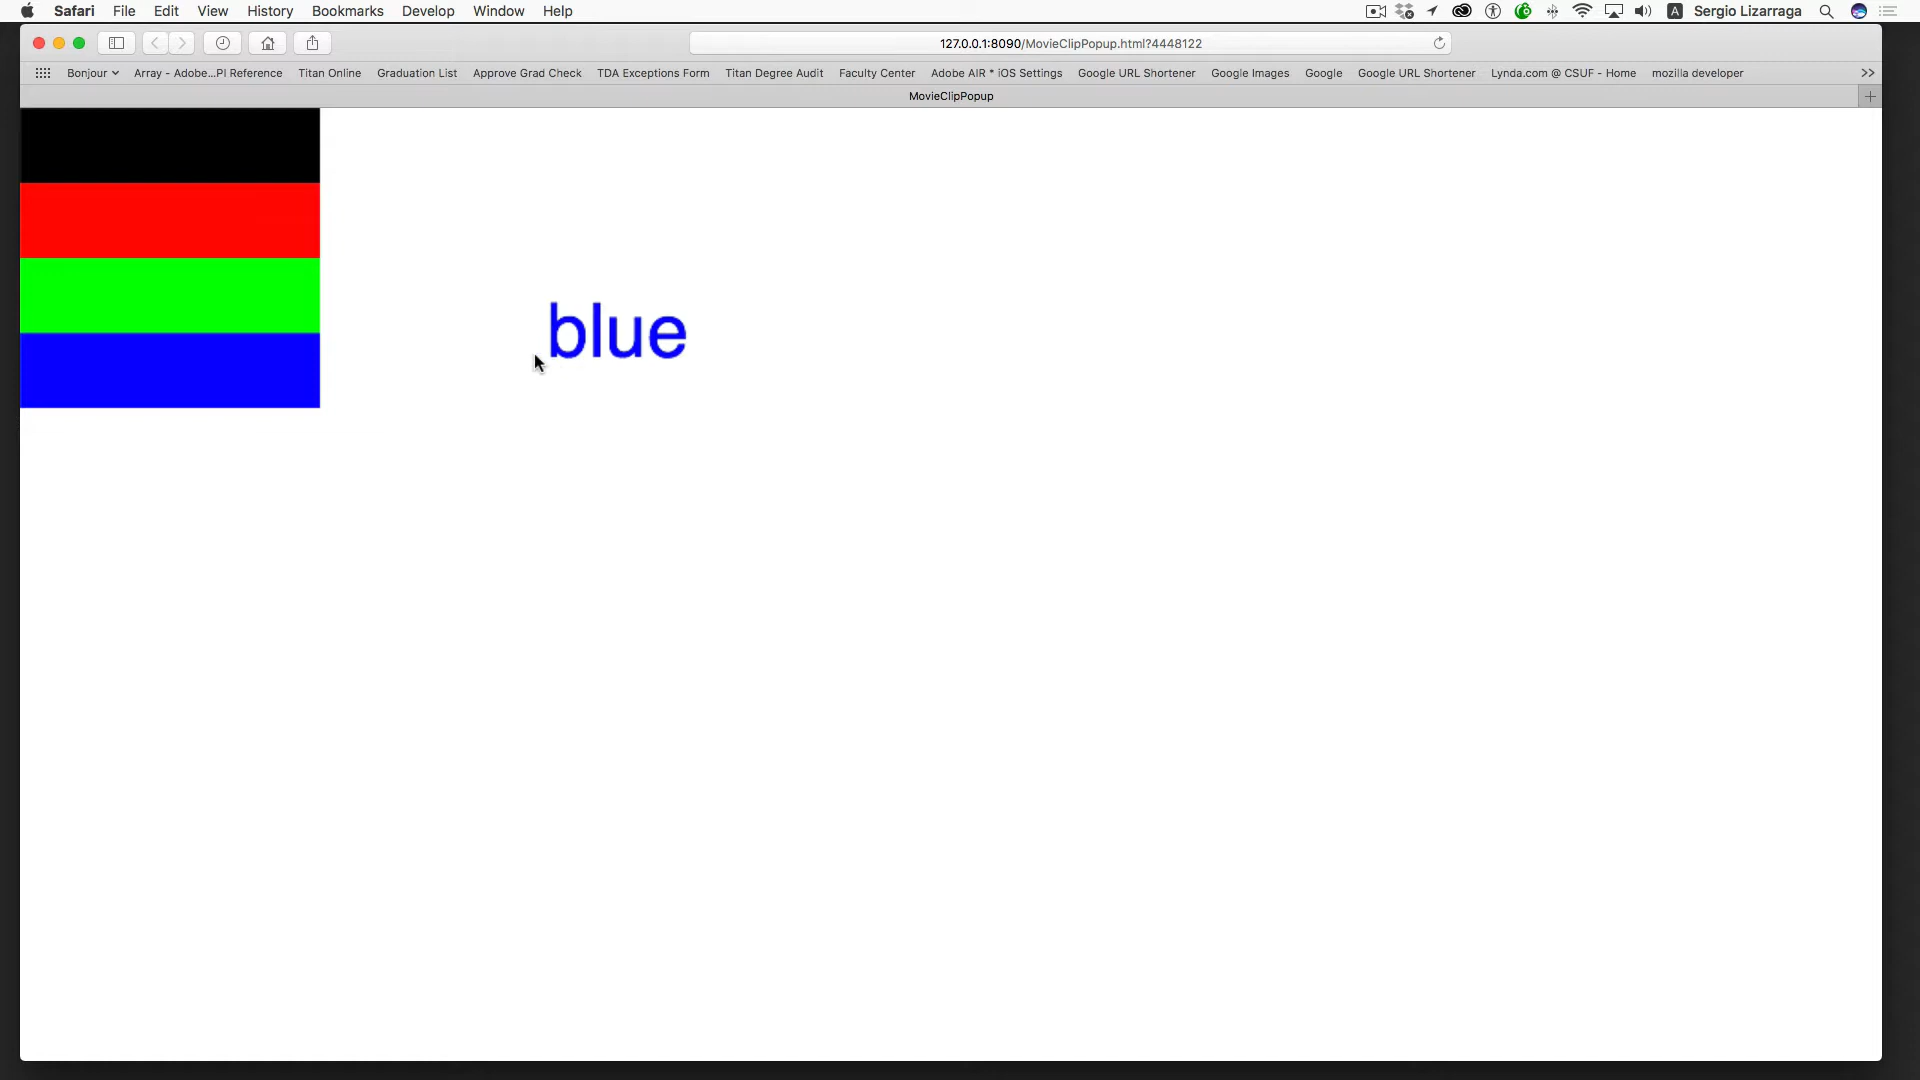 Safari File Edit View History Bookmarks Develop Window Help A Sergio Lizarraga
127.0.0.1:8090/MovieClipPopup.html?4448122
Bonjour Array - Adobe...PI Reference Titan Online Graduation List Approve Grad Check TDA Exceptions Form Titan Degree Audit Faculty Center Adobe AIR * iOS Settings Google URL Shortener Google Images Google Google URL Shortener Lynda.com @ CSUF - Home mozilla developer >>
MovieClipPopup
blue